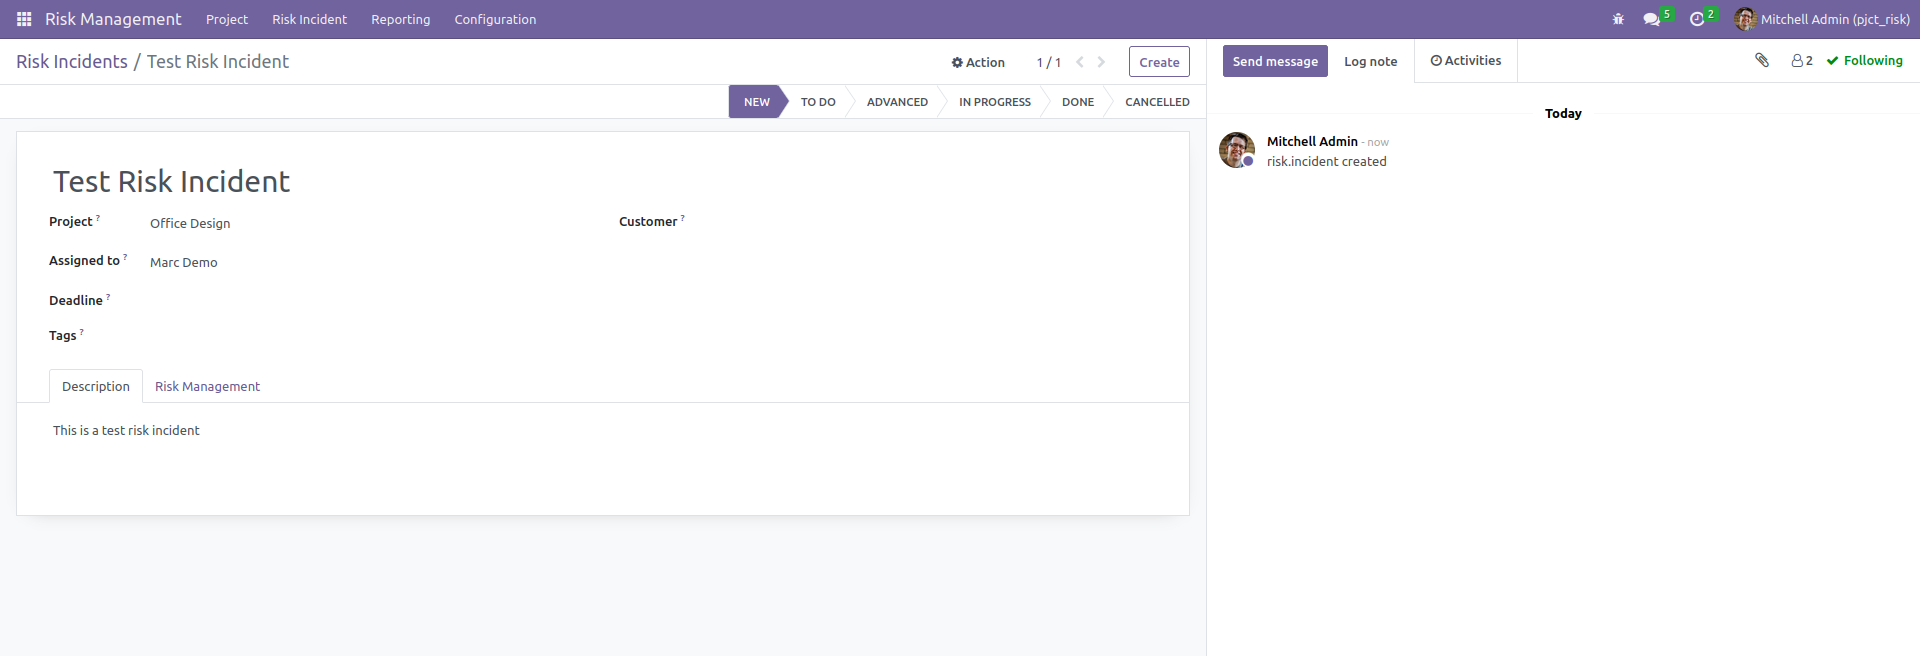 Risk Management Project Risk Incident Reporting Configuration 5 2 Mitchell Admin (pjct_risk)
Risk Incidents / Test Risk Incident Action 1 / 1 Create
Send message Log note Activities 2 Following
NEW TO DO ADVANCED IN PROGRESS DONE CANCELLED
Test Risk Incident
Project ? Office Design Customer ?
Assigned to ? Marc Demo
Deadline ?
Tags ?
Description Risk Management
This is a test risk incident
Today
Mitchell Admin - now
risk.incident created